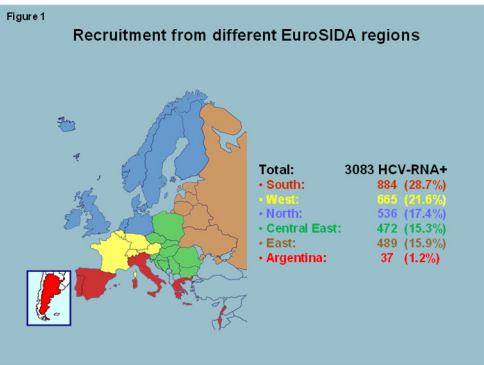 Figure 1
Recruitment from different EuroSIDA regions
Total: 3083 HCV-RNA+
• South: 884 (28.7%)
• West: 665 (21.6%)
• North: 536 (17.4%)
• Central East: 472 (15.3%)
• East: 489 (15.9%)
• Argentina: 37 (1.2%)